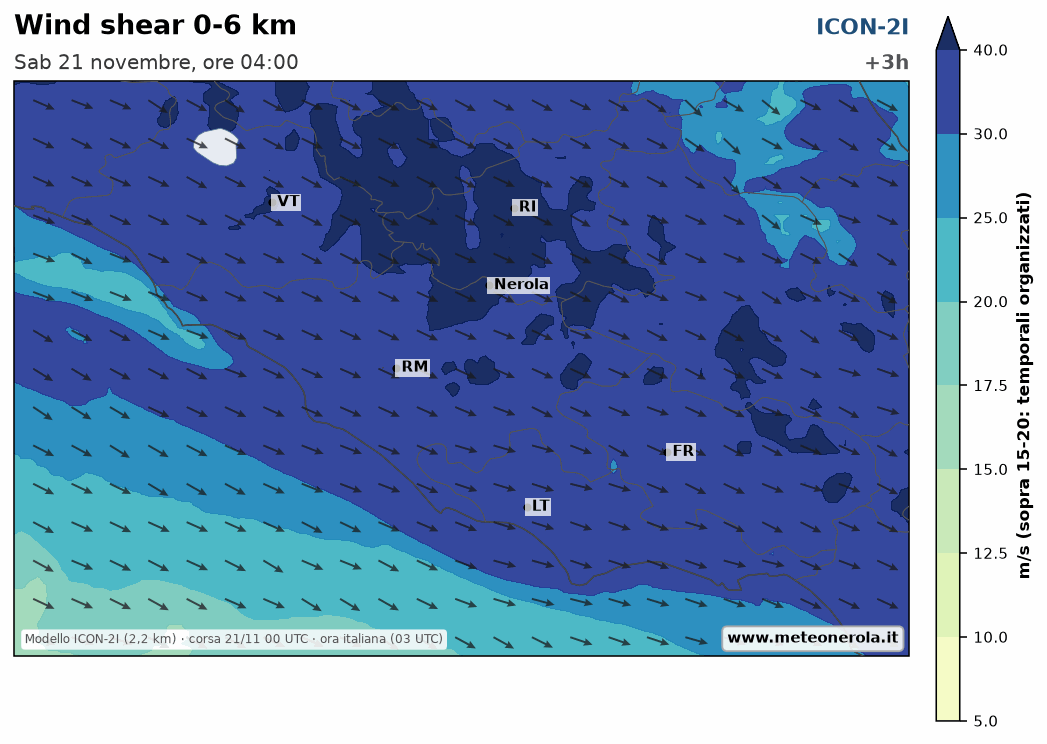 Wind shear 0-6 km
ICON-2I
Sab 21 novembre, ore 04:00
+3h
40.0
30.0
25.0
20.0
17.5
15.0
12.5
10.0
5.0
m/s (sopra 15-20: temporali organizzati)
VT
RI
Nerola
RM
FR
LT
Modello ICON-2I (2,2 km) · corsa 21/11 00 UTC · ora italiana (03 UTC)
www.meteonerola.it